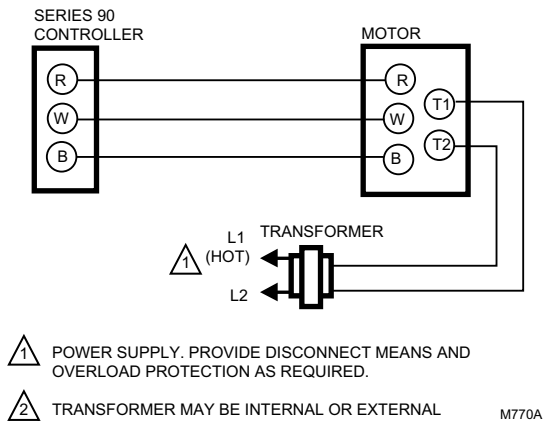 SERIES 90
CONTROLLER
MOTOR
R
R
T1
W
W
T2
B
B
L1
(HOT)
TRANSFORMER
1
L2
1
POWER SUPPLY. PROVIDE DISCONNECT MEANS AND
OVERLOAD PROTECTION AS REQUIRED.
2
TRANSFORMER MAY BE INTERNAL OR EXTERNAL
M770A